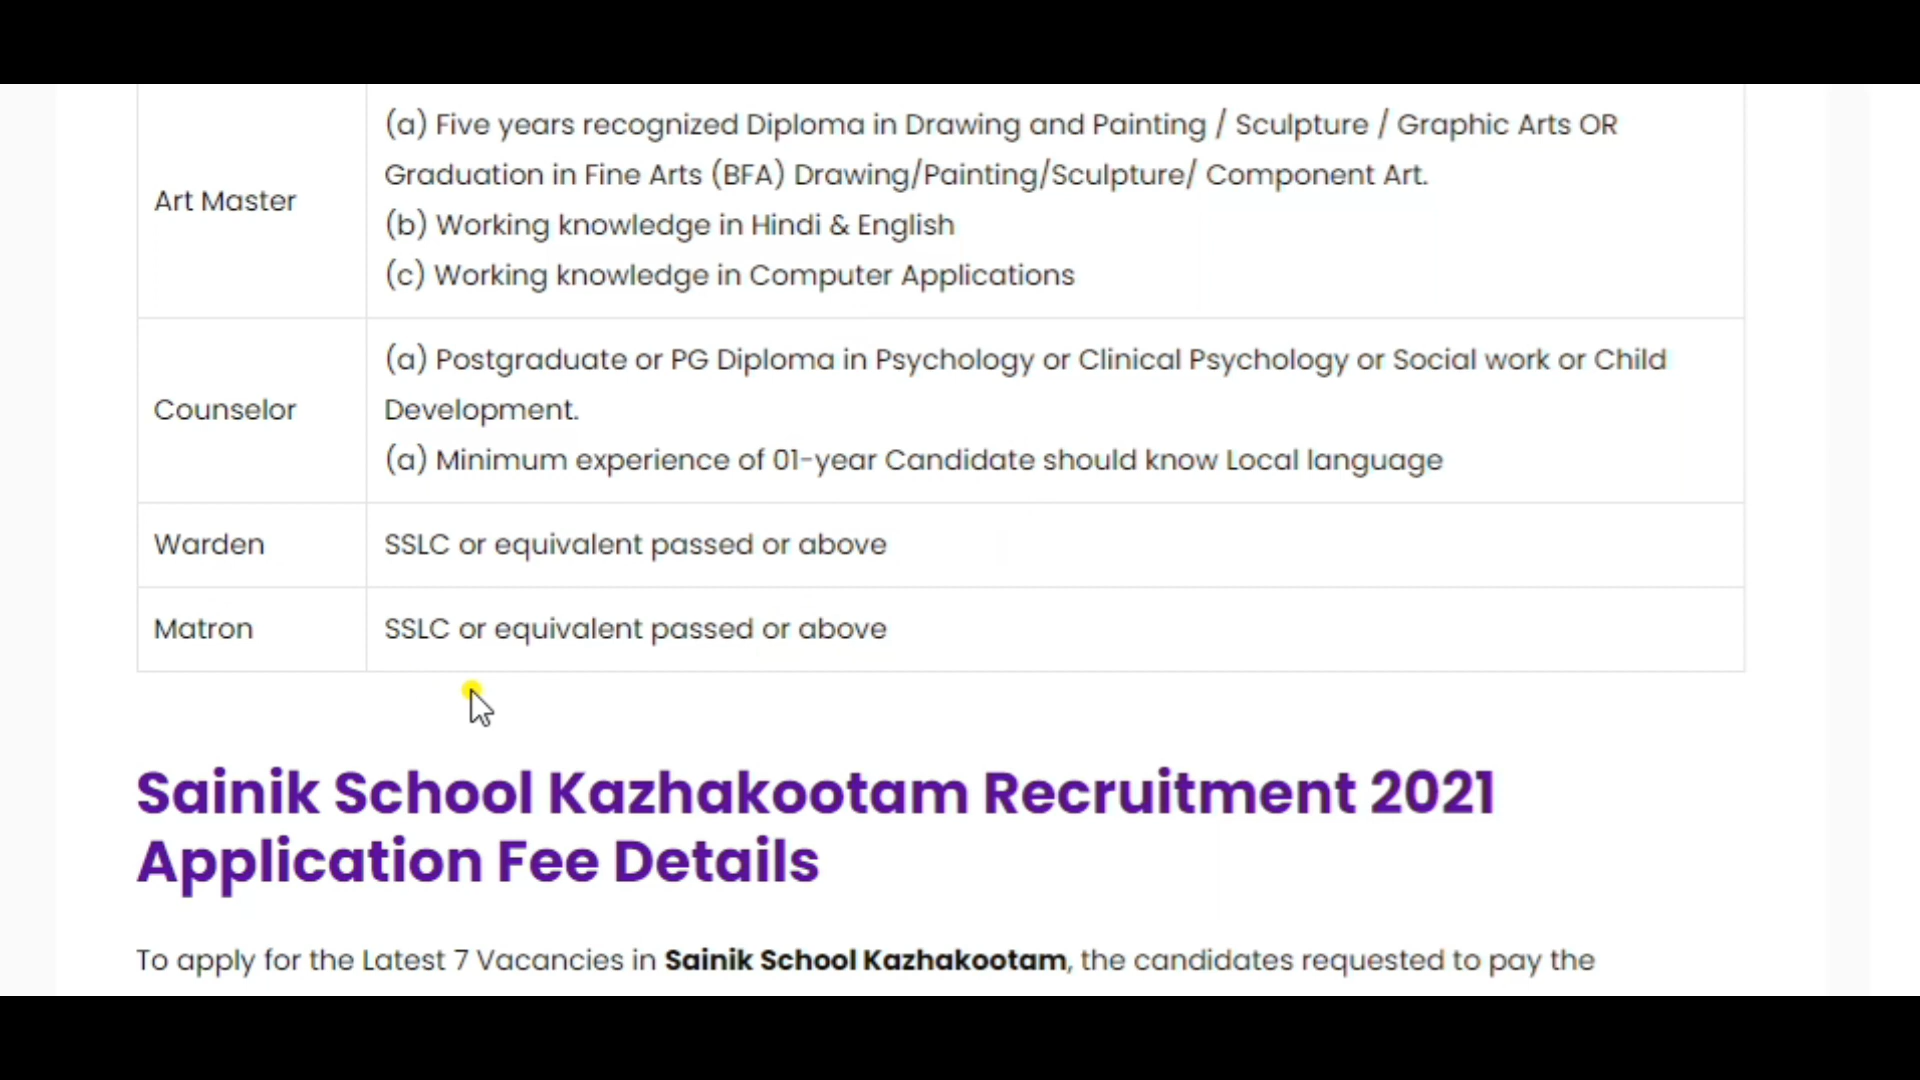 (a) Five years recognized Diploma in Drawing and Painting / Sculpture / Graphic Arts OR
Graduation in Fine Arts (BFA) Drawing/Painting/Sculpture/ Component Art.
Art Master
(b) Working knowledge in Hindi & English
(c) Working knowledge in Computer Applications
(a) Postgraduate or PG Diploma in Psychology or Clinical Psychology or Social work or Child
Counselor
Development.
(a) Minimum experience of 01-year Candidate should know Local language
Warden
SSLC or equivalent passed or above
Matron
SSLC or equivalent passed or above
Sainik School Kazhakootam Recruitment 2021
Application Fee Details
To apply for the Latest 7 Vacancies in Sainik School Kazhakootam, the candidates requested to pay the